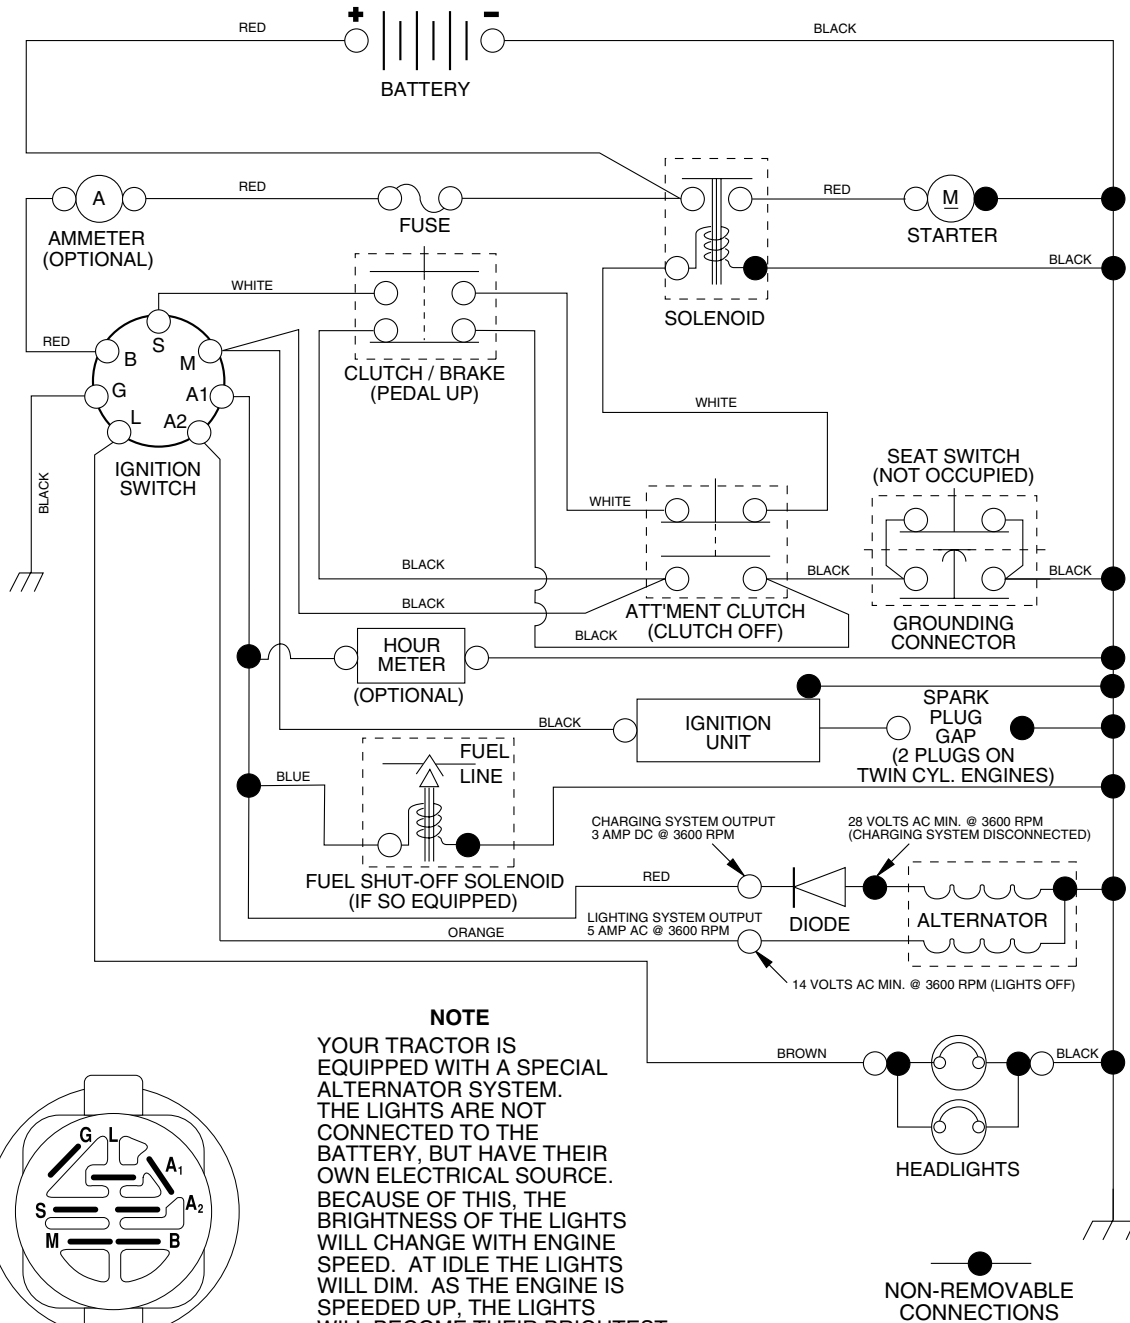 + −
RED
BLACK
BATTERY
A
RED
FUSE
RED
M
STARTER
AMMETER
(OPTIONAL)
BLACK
SOLENOID
WHITE
RED
S
B
M
G
A1
L
A2
CLUTCH / BRAKE
(PEDAL UP)
WHITE
IGNITION
SWITCH
BLACK
SEAT SWITCH
(NOT OCCUPIED)
WHITE
BLACK
BLACK
BLACK
BLACK
ATT'MENT CLUTCH
(CLUTCH OFF)
GROUNDING
CONNECTOR
BLACK
HOUR
METER
(OPTIONAL)
BLACK
IGNITION
UNIT
SPARK
PLUG
GAP
(2 PLUGS ON
TWIN CYL. ENGINES)
FUEL
LINE
BLUE
FUEL SHUT-OFF SOLENOID
(IF SO EQUIPPED)
CHARGING SYSTEM OUTPUT
3 AMP DC @ 3600 RPM
28 VOLTS AC MIN. @ 3600 RPM
(CHARGING SYSTEM DISCONNECTED)
RED
DIODE
ALTERNATOR
LIGHTING SYSTEM OUTPUT
5 AMP AC @ 3600 RPM
ORANGE
14 VOLTS AC MIN. @ 3600 RPM (LIGHTS OFF)
BROWN
BLACK
HEADLIGHTS
NOTE
YOUR TRACTOR IS
EQUIPPED WITH A SPECIAL
ALTERNATOR SYSTEM.
THE LIGHTS ARE NOT
CONNECTED TO THE
BATTERY, BUT HAVE THEIR
OWN ELECTRICAL SOURCE.
BECAUSE OF THIS, THE
BRIGHTNESS OF THE LIGHTS
WILL CHANGE WITH ENGINE
SPEED. AT IDLE THE LIGHTS
WILL DIM. AS THE ENGINE IS
SPEEDED UP, THE LIGHTS
WILL BECOME THEIR BRIGHTEST
G L
A1
S
A2
M
B
NON-REMOVABLE
CONNECTIONS